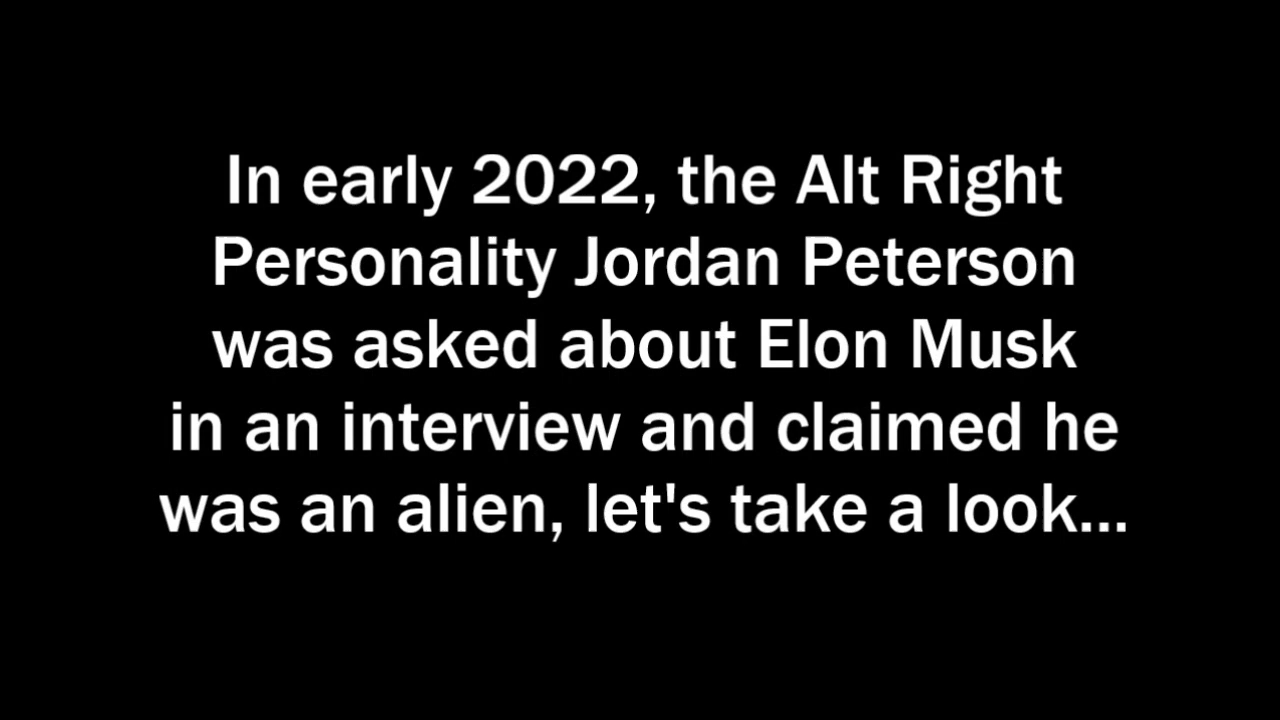 In early 2022, the Alt Right
Personality Jordan Peterson
was asked about Elon Musk
in an interview and claimed he
was an alien, let's take a look...